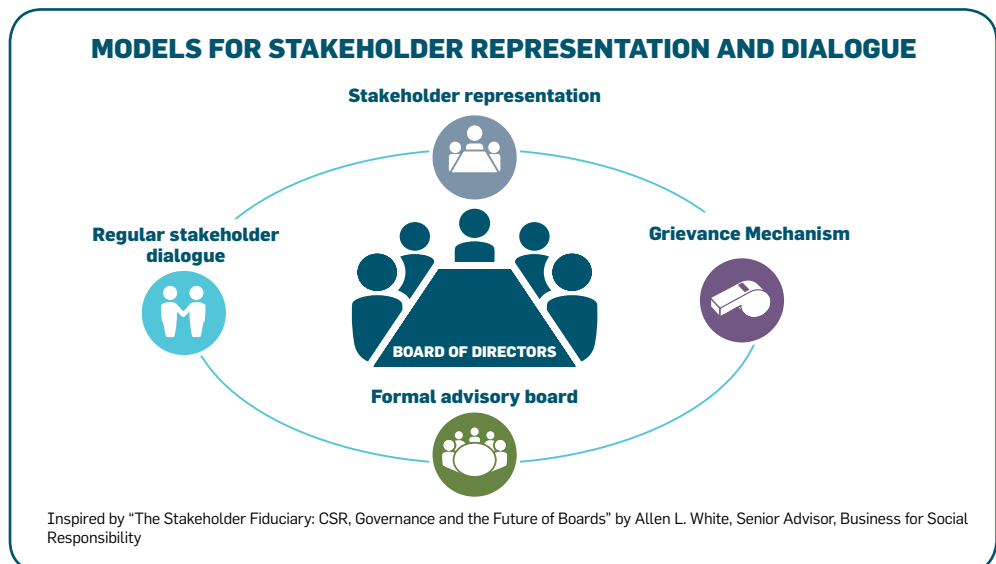 MODELS FOR STAKEHOLDER REPRESENTATION AND DIALOGUE
Stakeholder representation
Regular stakeholder
dialogue
Grievance Mechanism
BOARD OF DIRECTORS
Formal advisory board
Inspired by “The Stakeholder Fiduciary: CSR, Governance and the Future of Boards” by Allen L. White, Senior Advisor, Business for Social
Responsibility